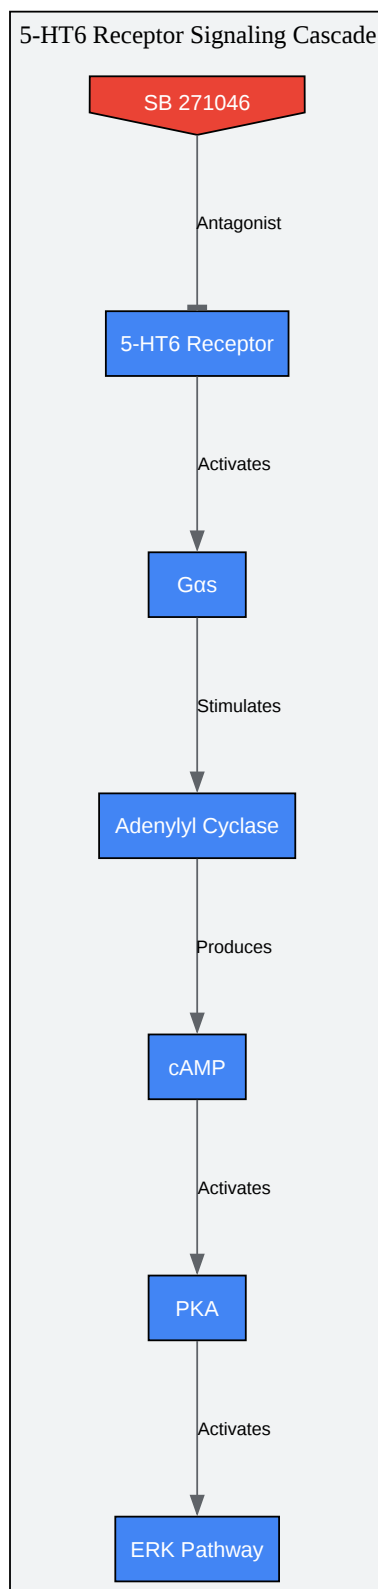 5-HT6 Receptor Signaling Cascade
SB 271046
Antagonist
5-HT6 Receptor
Activates
Gαs
Stimulates
Adenylyl Cyclase
Produces
cAMP
Activates
PKA
Activates
ERK Pathway